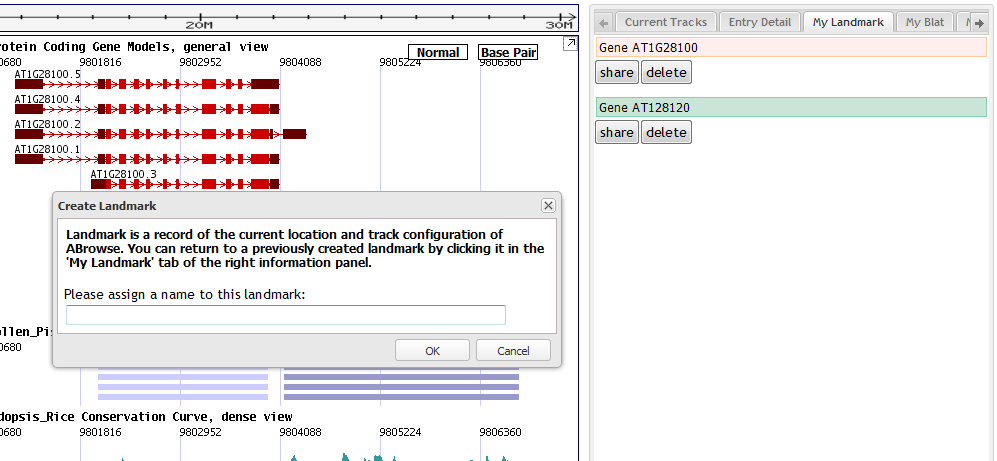 20M
30M
Current Tracks
Entry Detail
My Landmark
My Blat
rotein Coding Gene Models, general view
Normal
Base Pair
0680 9801816 9802952 9804088 9805224 9806360
AT1G28100.5
AT1G28100.4
AT1G28100.2
AT1G28100.1
AT1G28100.3
Gene AT1G28100
share delete
Gene AT128120
share delete
Create Landmark
Landmark is a record of the current location and track configuration of
ABrowse. You can return to a previously created landmark by clicking it in the
'My Landmark' tab of the right information panel.
Please assign a name to this landmark:
OK Cancel
ollen_Pis
0680
dopsis_Rice Conservation Curve, dense view
0680 9801816 9802952 9804088 9805224 9806360